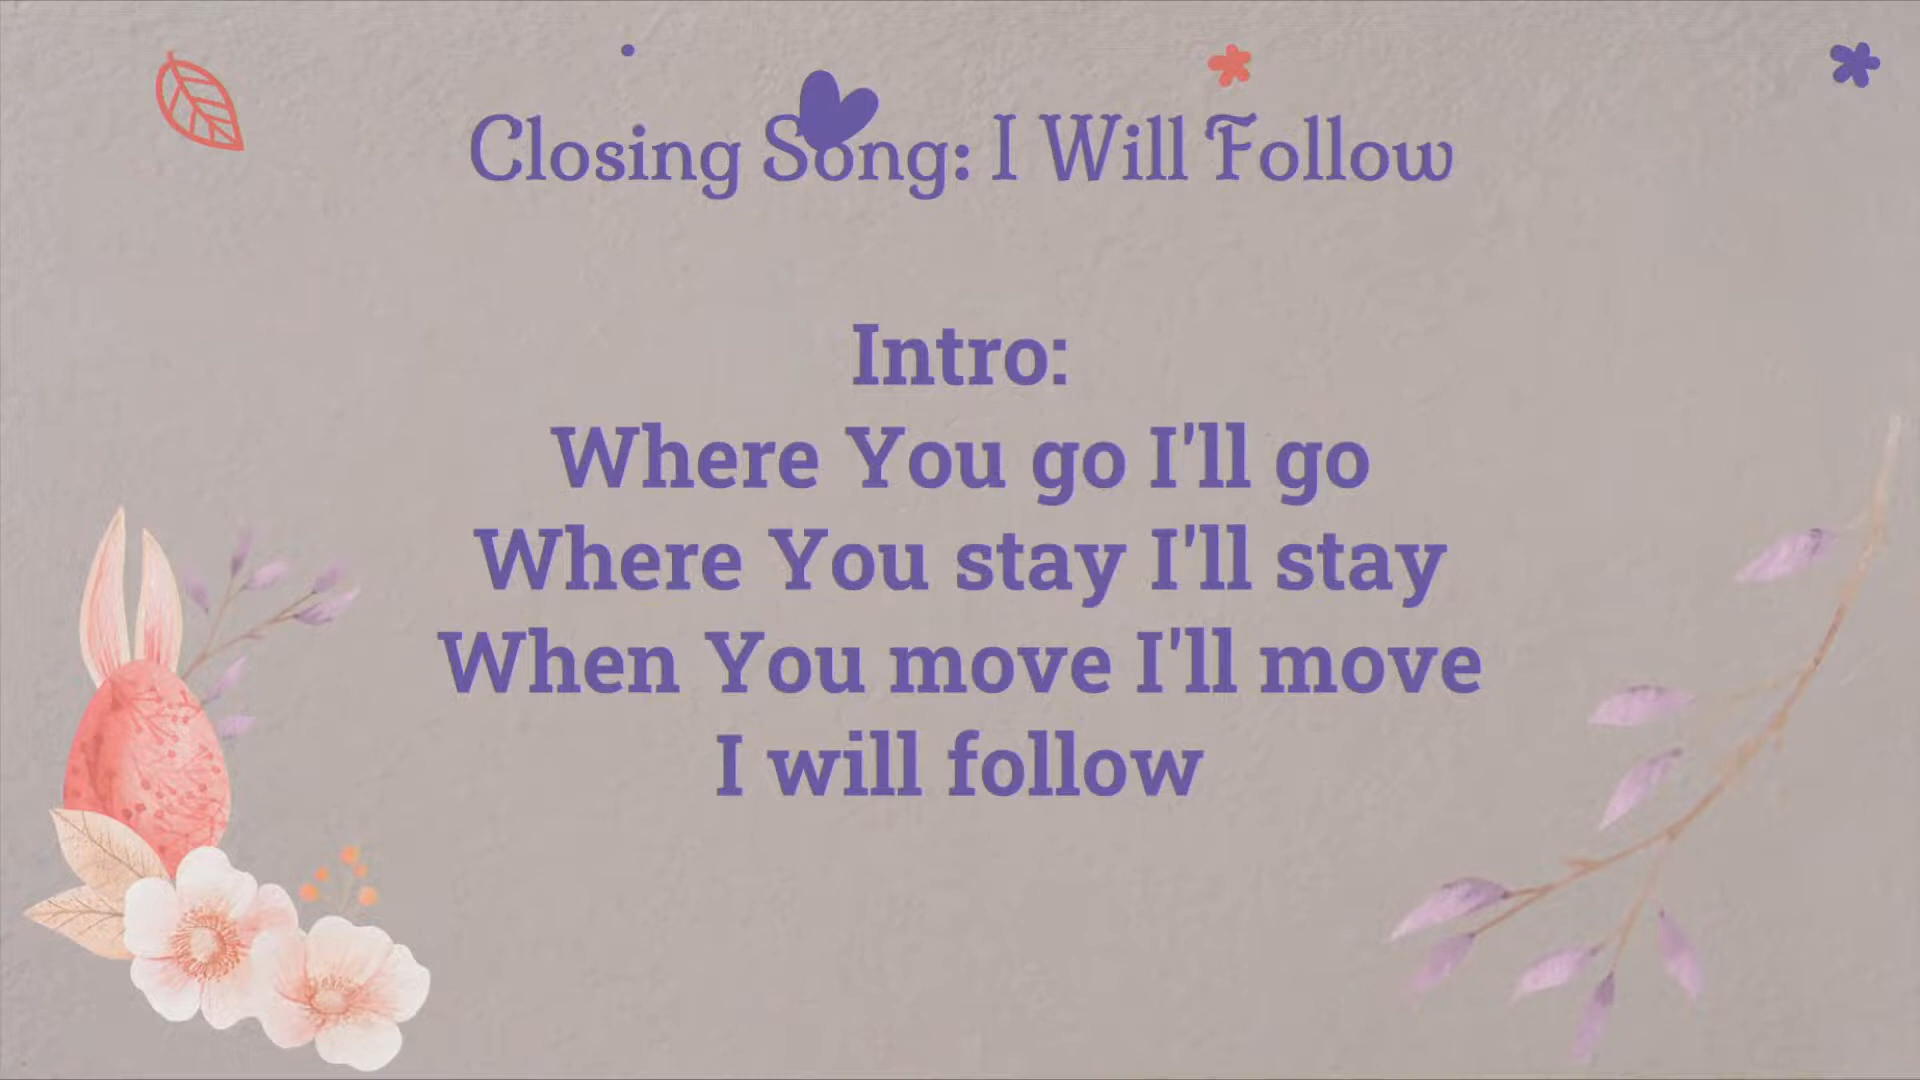 Closing Song: I Will Follow
Intro:
Where You go I'll go
Where You stay I'll stay
When You move I'll move
I will follow